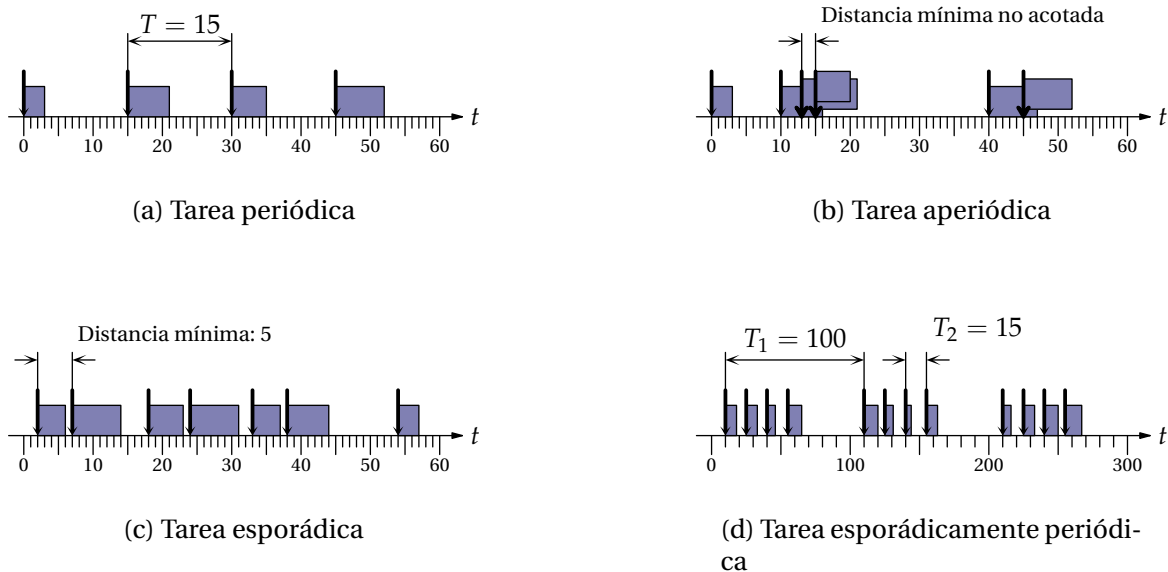 T = 15
t
0 10 20 30 40 50 60
(a) Tarea periódica
Distancia mínima no acotada
t
0 10 20 40 50 60
(b) Tarea aperiódica
Distancia mínima: 5
t
0 10 20 30 40 50 60
(c) Tarea esporádica
T₁ = 100
T₂ = 15
t
0 100 200 300
(d) Tarea esporádicamente periódi-
ca